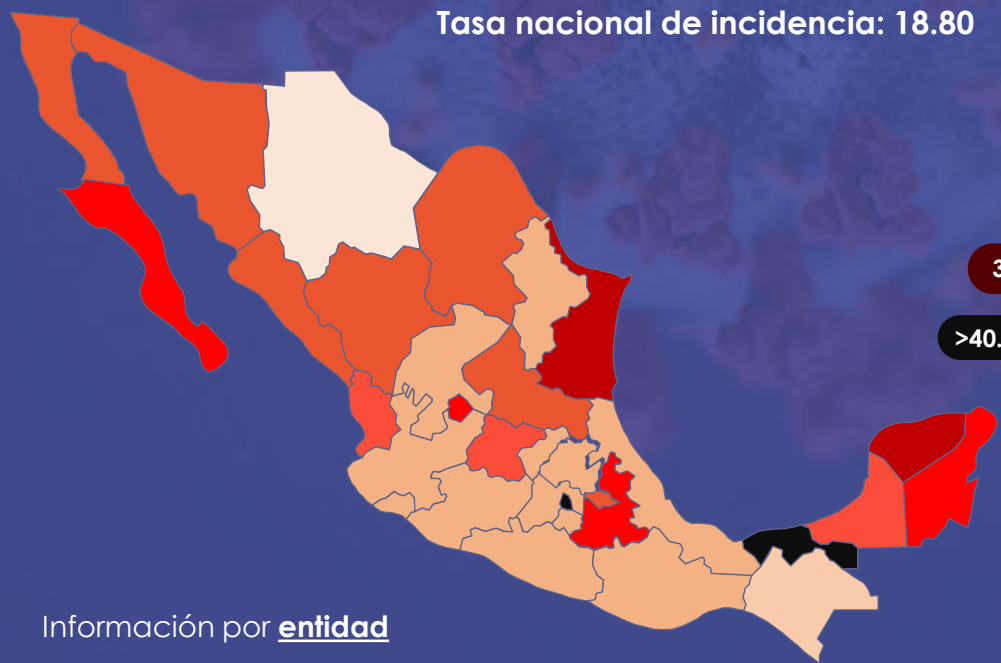 Tasa nacional de incidencia: 18.80
3
>40.
Información por entidad